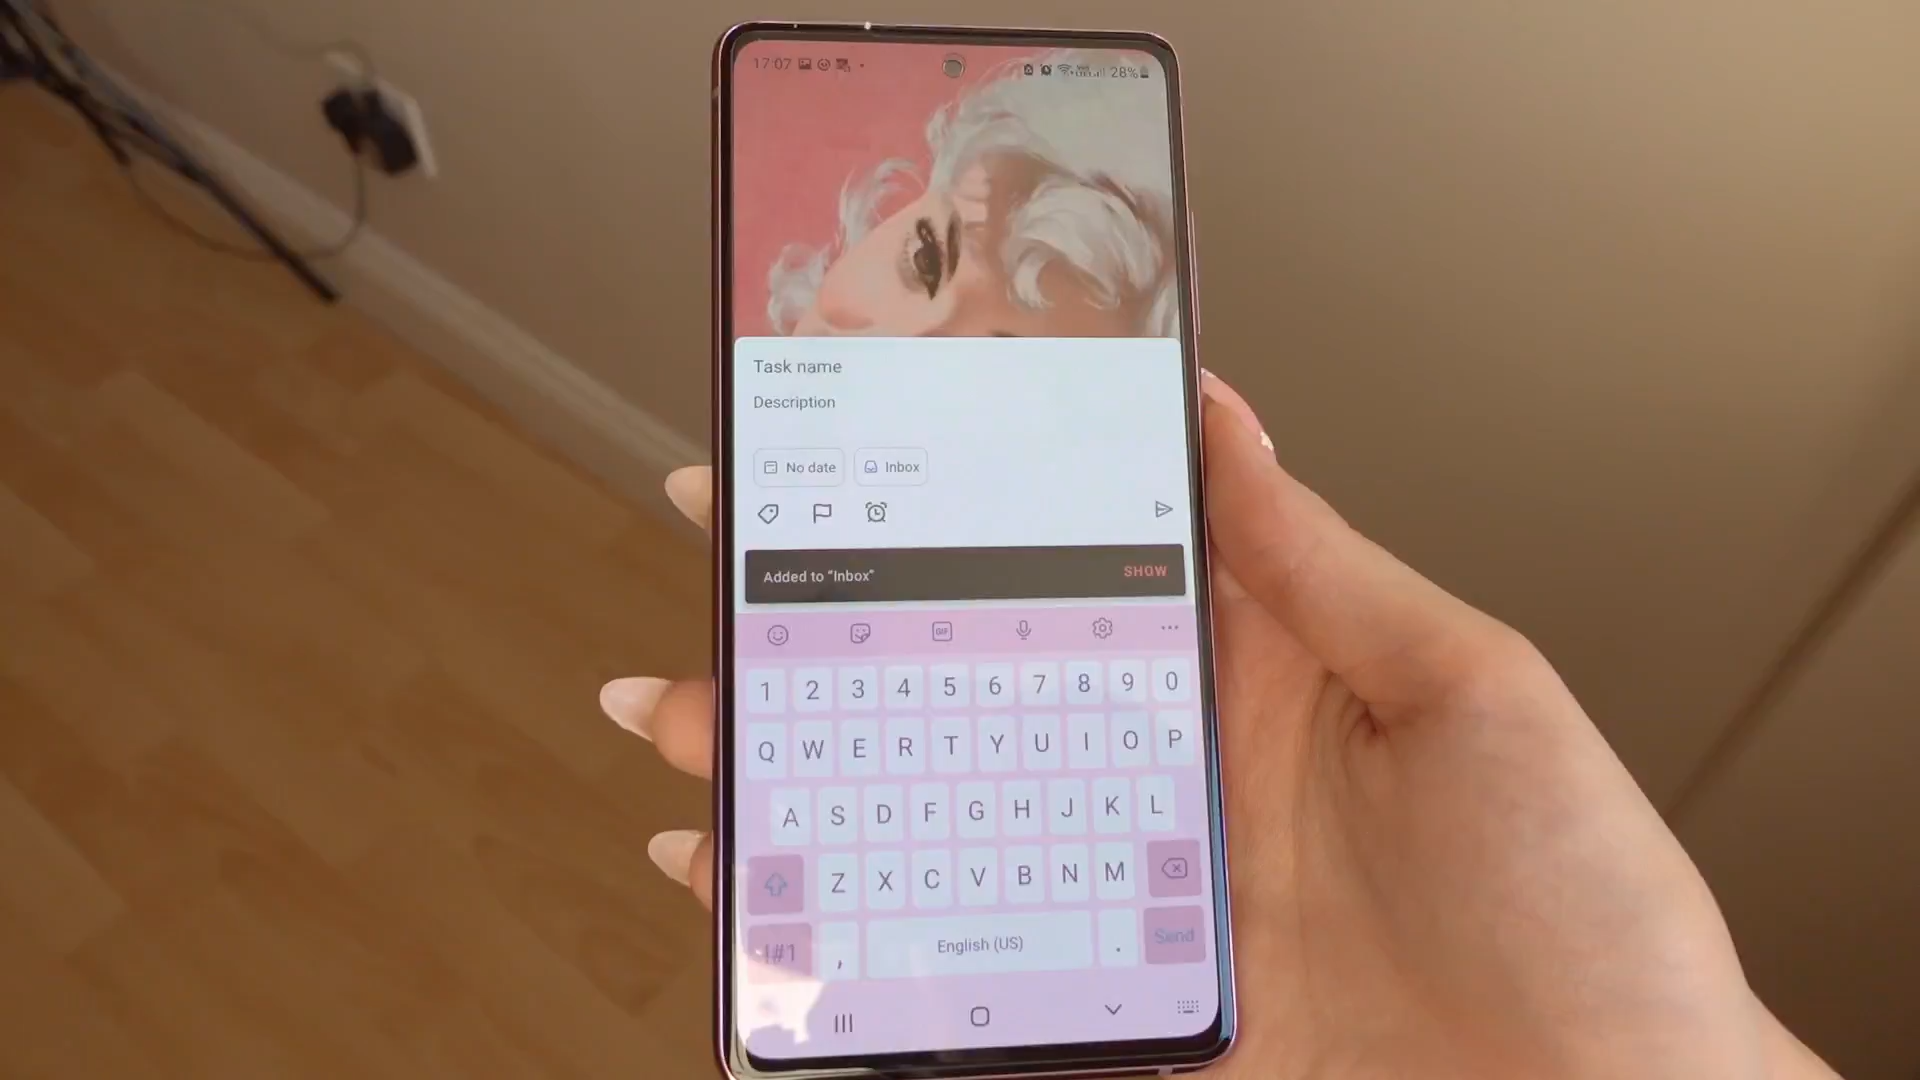 17:07 28%
Task name
Description
No date Inbox
Added to “Inbox” SHOW
GIF
1 2 3 4 5 6 7 8 9 0
Q W E R T Y U I O P
A S D F G H J K L
Z X C V B N M
!#1 , English (US) . Send